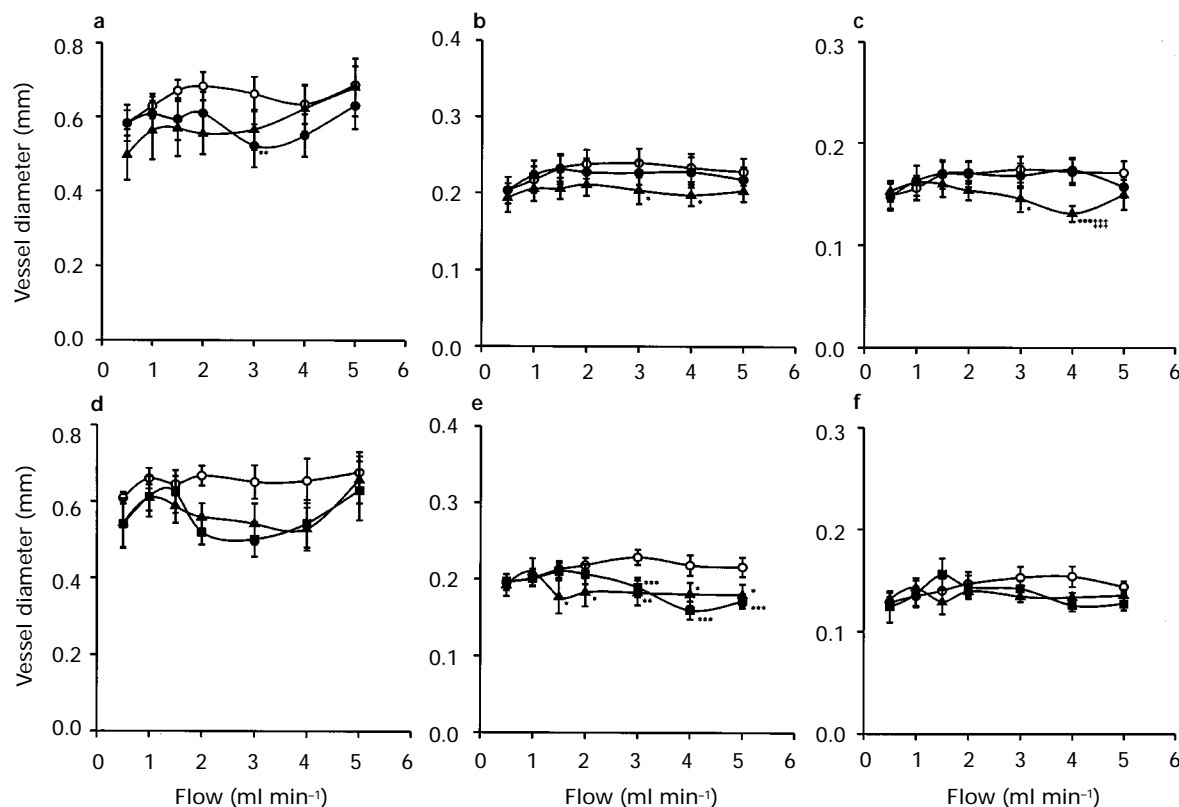 a
b
c
Vessel diameter (mm)
0.8
0.6
0.4
0.2
0.0
0 1 2 3 4 5 6
**
0.4
0.3
0.2
0.1
0.0
0 1 2 3 4 5 6
* *
0.3
0.2
0.1
0.0
0 1 2 3 4 5 6
* ***‡‡‡
‡‡‡
d
e
f
Vessel diameter (mm)
0.8
0.6
0.4
0.2
0.0
0 1 2 3 4 5 6
Flow (ml min⁻¹)
0.4
0.3
0.2
0.1
0.0
0 1 2 3 4 5 6
*** * *
* * ** ***
***
Flow (ml min⁻¹)
0.3
0.2
0.1
0.0
0 1 2 3 4 5 6
Flow (ml min⁻¹)